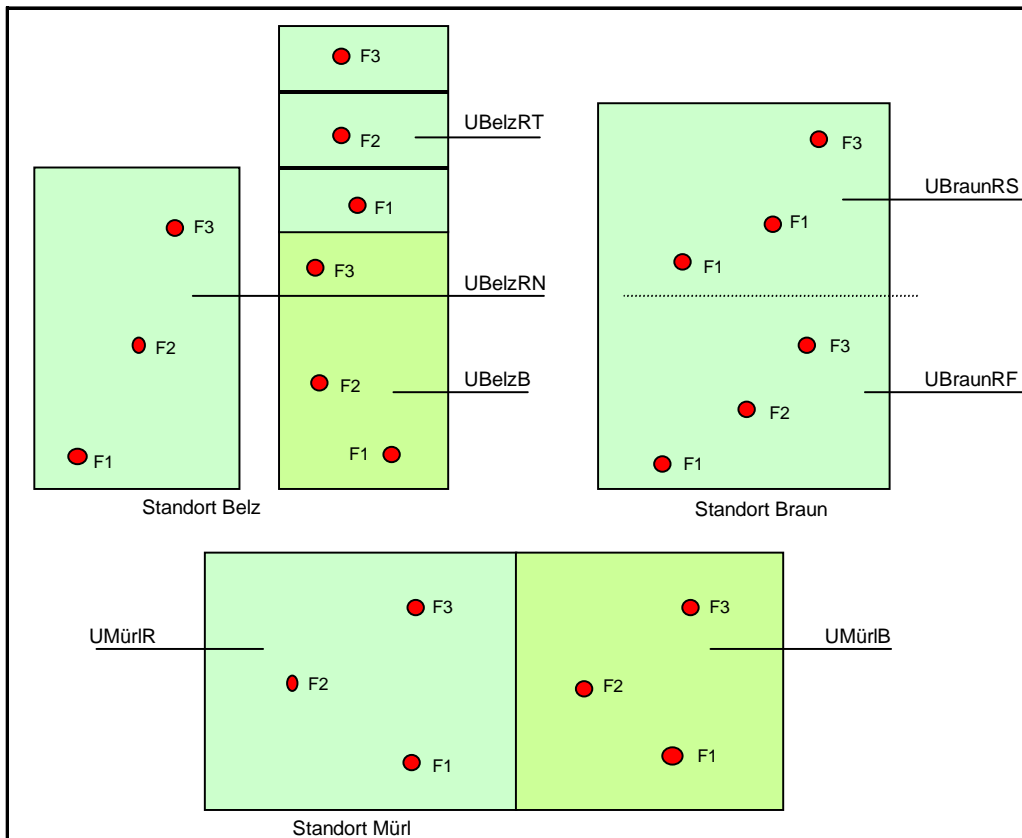 F3
F2
UBelzRT
F3
F1
UBraunRS
F3
F1
F1
F3
UBelzRN
F2
F3
F2
UBelzB
UBraunRF
F2
F1
F1
F1
Standort Belz
Standort Braun
F3
F3
UMürlR
UMürlB
F2
F2
F1
F1
Standort Mürl